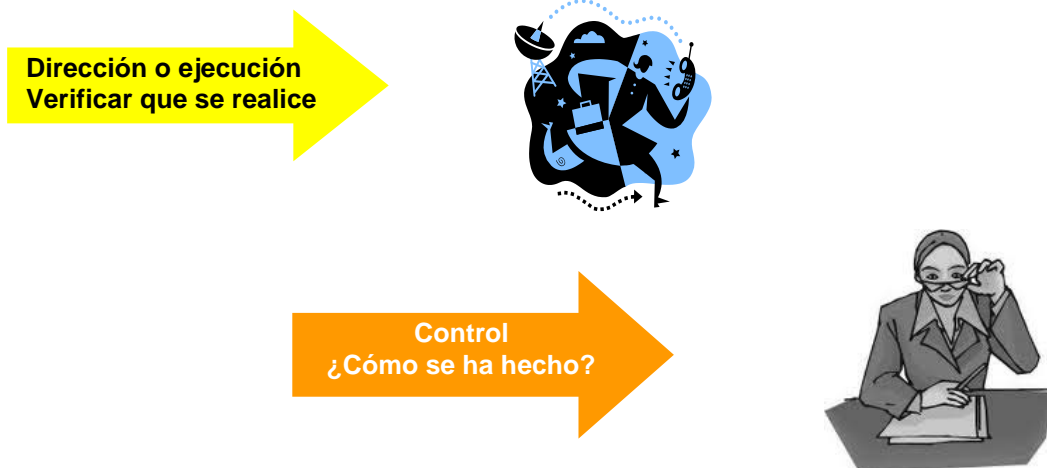 Dirección o ejecución
Verificar que se realice
Control
¿Cómo se ha hecho?